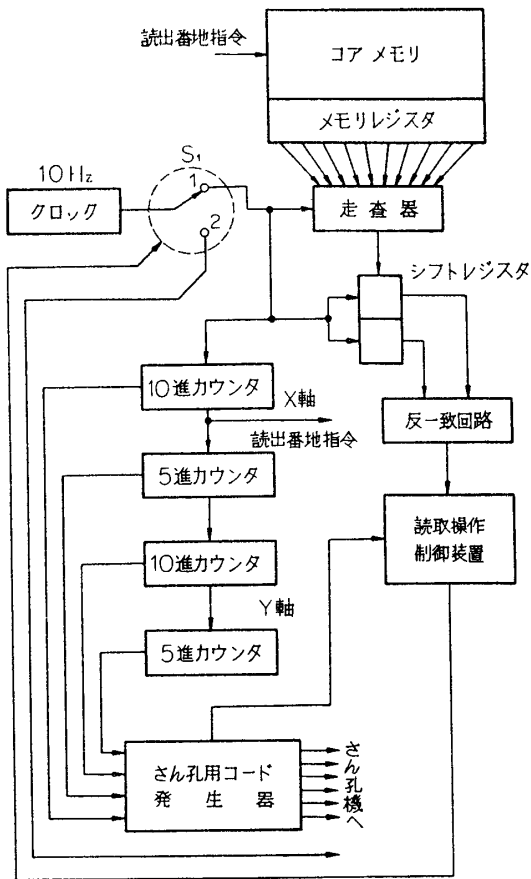 読出番地指令
コア メモリ
メモリレジスタ
S₁
10Hz
クロック
1
2
走 査 器
シフトレジスタ
10進カウンタ
X軸
読出番地指令
反一致回路
5進カウンタ
読取操作
制御装置
10進カウンタ
Y軸
5進カウンタ
さん孔用コード
発 生 器
さん孔機へ